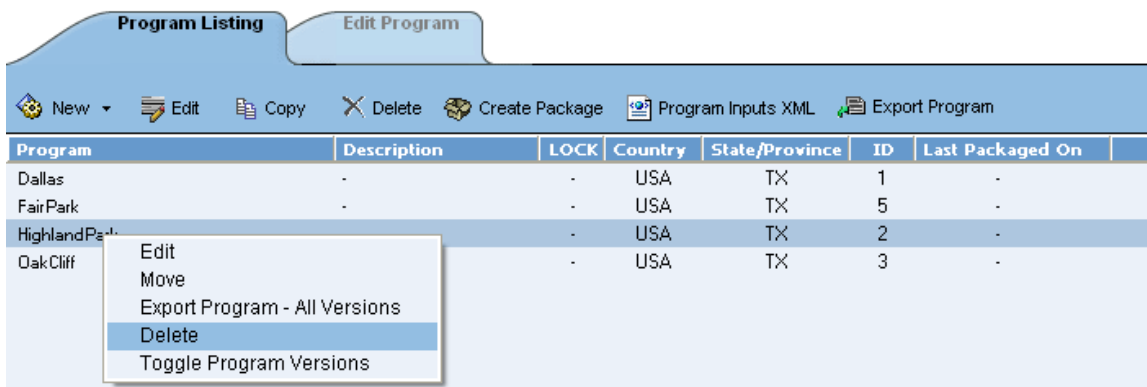 Program Listing Edit Program
New Edit Copy Delete Create Package Program Inputs XML Export Program
Program Description LOCK Country State/Province ID Last Packaged On
Dallas - - USA TX 1 -
FairPark - - USA TX 5 -
HighlandPark - USA TX 2 -
OakCliff - USA TX 3 -
Edit
Move
Export Program - All Versions
Delete
Toggle Program Versions